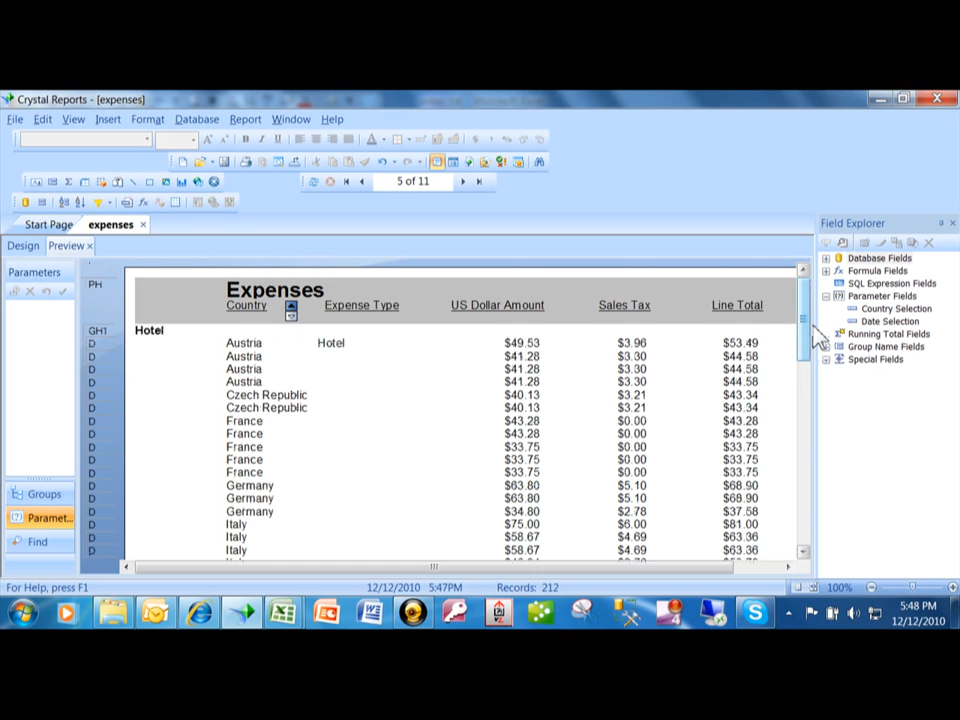 Crystal Reports - [expenses]
File Edit View Insert Format Database Report Window Help
5 of 11
Start Page expenses
Design Preview
Field Explorer
Parameters
Database Fields
Formula Fields
SQL Expression Fields
Parameter Fields
Country Selection
Date Selection
Running Total Fields
Group Name Fields
Special Fields
PH Expenses
Country Expense Type US Dollar Amount Sales Tax Line Total
GH1 Hotel
D Austria Hotel $49.53 $3.96 $53.49
D Austria $41.28 $3.30 $44.58
D Austria $41.28 $3.30 $44.58
D Austria $41.28 $3.30 $44.58
D Czech Republic $40.13 $3.21 $43.34
D Czech Republic $40.13 $3.21 $43.34
D France $43.28 $0.00 $43.28
D France $43.28 $0.00 $43.28
D France $33.75 $0.00 $33.75
D France $33.75 $0.00 $33.75
D France $33.75 $0.00 $33.75
D Germany $63.80 $5.10 $68.90
D Germany $63.80 $5.10 $68.90
D Germany $34.80 $2.78 $37.58
D Italy $75.00 $6.00 $81.00
D Italy $58.67 $4.69 $63.36
D Italy $58.67 $4.69 $63.36
Groups
Paramet...
Find
For Help, press F1 12/12/2010 5:47PM Records: 212 100%
5:48 PM
12/12/2010